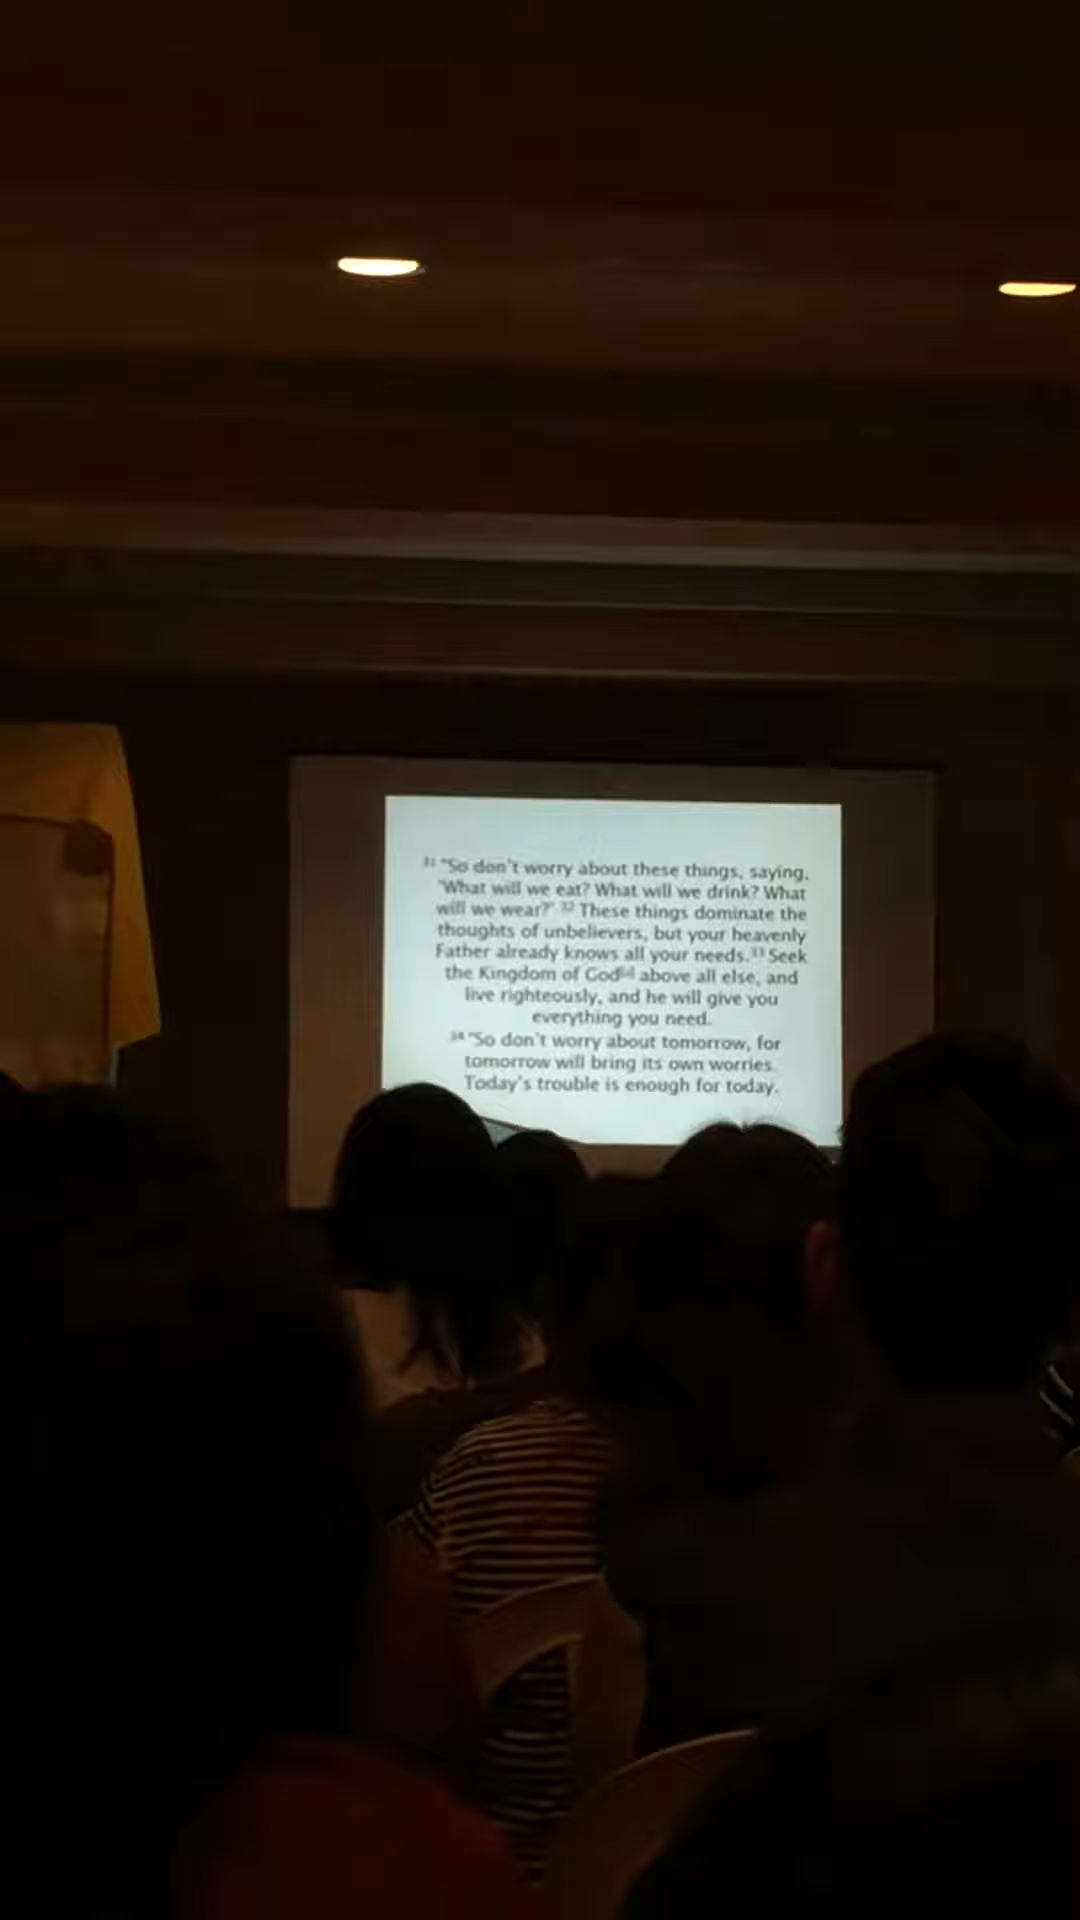 31 "So don't worry about these things, saying,
'What will we eat? What will we drink? What
will we wear?' 32 These things dominate the
thoughts of unbelievers, but your heavenly
Father already knows all your needs. 33 Seek
the Kingdom of God[a] above all else, and
live righteously, and he will give you
everything you need.
34 "So don't worry about tomorrow, for
tomorrow will bring its own worries.
Today's trouble is enough for today.